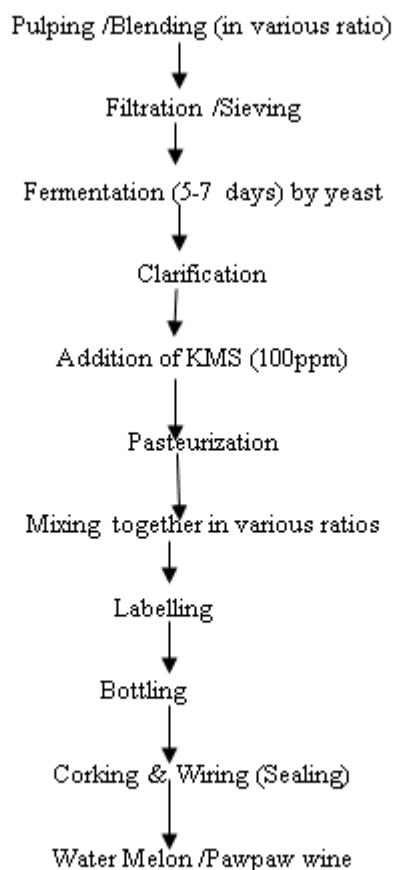 Pulping /Blending (in various ratio)
Filtration /Sieving
Fermentation (5-7 days) by yeast
Clarification
Addition of KMS (100ppm)
Pasteurization
Mixing together in various ratios
Labelling
Bottling
Corking & Wiring (Sealing)
Water Melon /Pawpaw wine